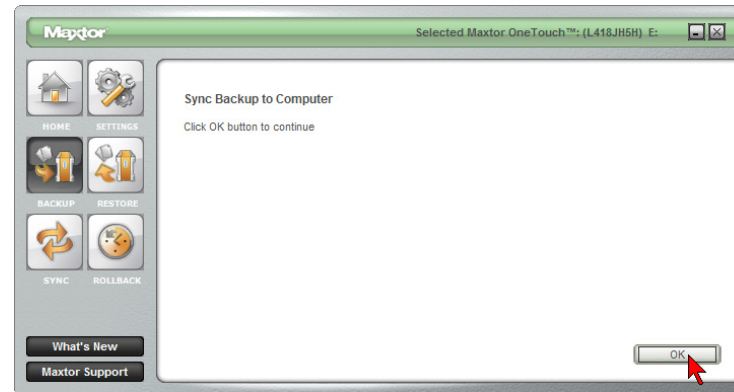 Maxtor
Selected Maxtor OneTouch™: (L418JH5H) E:
HOME SETTINGS
BACKUP RESTORE
SYNC ROLLBACK
What's New
Maxtor Support
Sync Backup to Computer
Click OK button to continue
OK